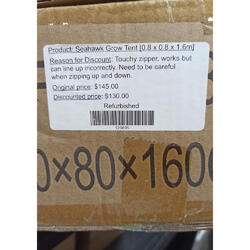 Product: Seahawk Grow Tent [0.8 x 0.8 x 1.6m]
Reason for Discount: Touchy zipper, works but
can line up incorrectly. Need to be careful
when zipping up and down.
Original price: $145.00
Discounted price: $130.00
Refurbished
0×80×160